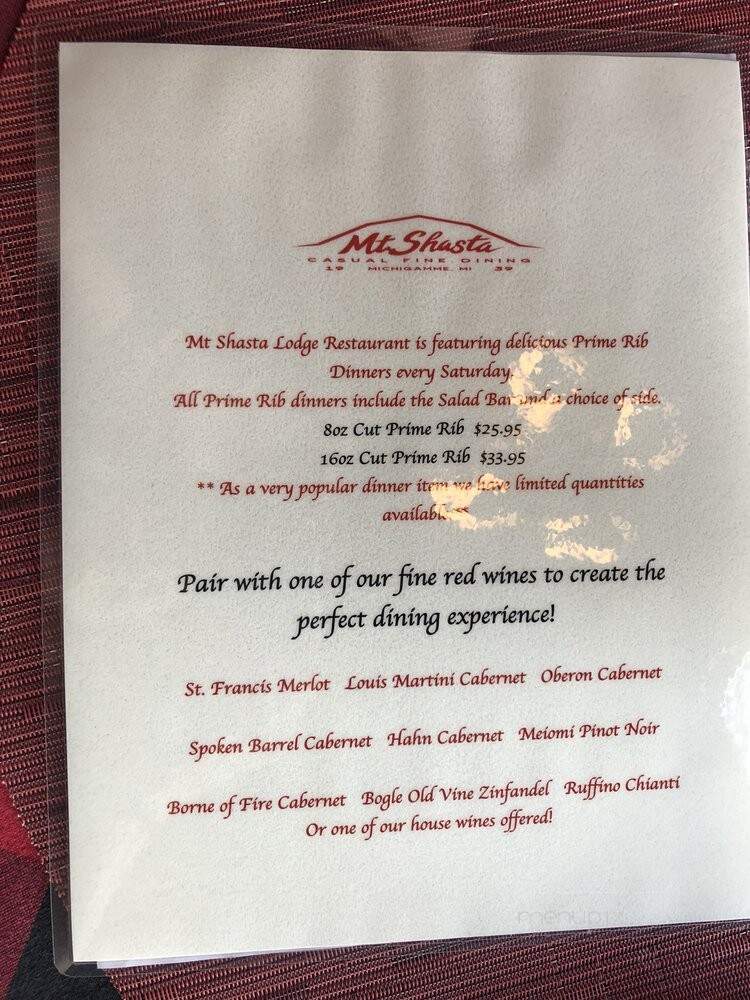 Mt. Shasta
CASUAL FINE DINING
19 MICHIGAMME, MI 39
Mt Shasta Lodge Restaurant is featuring delicious Prime Rib
Dinners every Saturday.
All Prime Rib dinners include the Salad Bar and a choice of side.
8oz Cut Prime Rib $25.95
16oz Cut Prime Rib $33.95
** As a very popular dinner item we have limited quantities
available**
Pair with one of our fine red wines to create the
perfect dining experience!
St. Francis Merlot Louis Martini Cabernet Oberon Cabernet
Spoken Barrel Cabernet Hahn Cabernet Meiomi Pinot Noir
Borne of Fire Cabernet Bogle Old Vine Zinfandel Ruffino Chianti
Or one of our house wines offered!